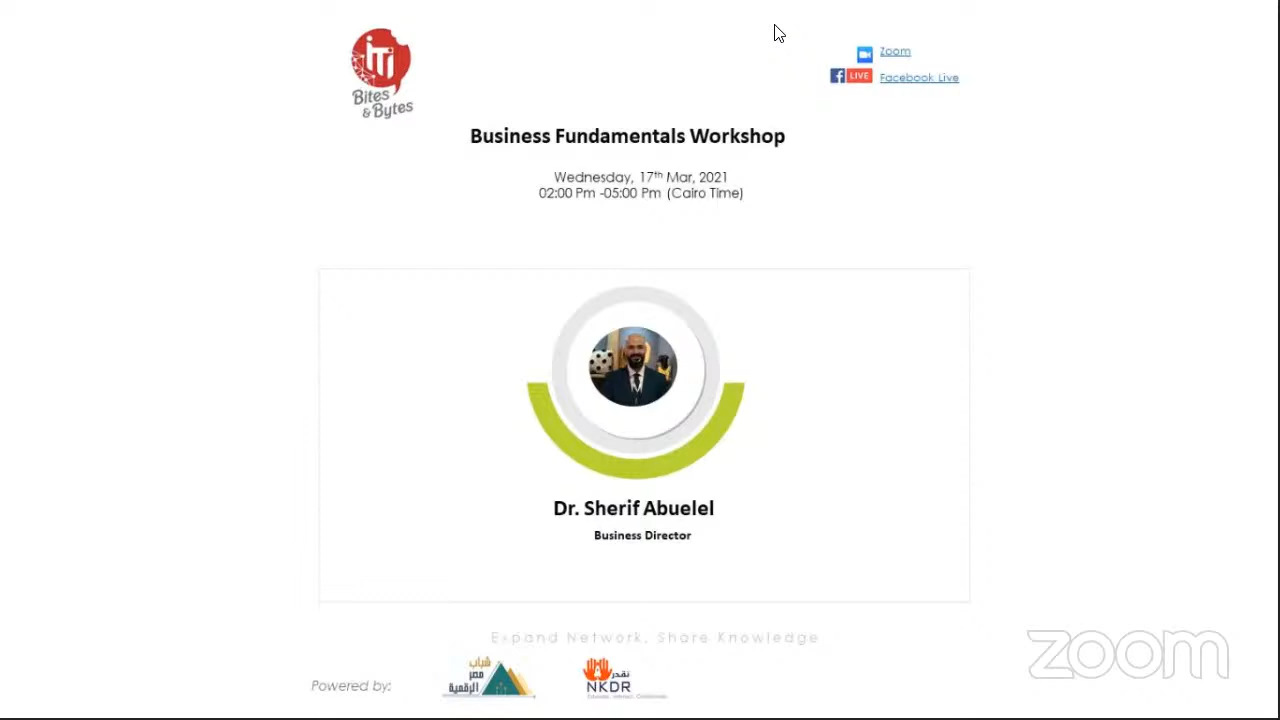 iTi
Bites
& Bytes
Zoom
LIVE
Facebook Live
Business Fundamentals Workshop
Wednesday, 17th Mar, 2021
02:00 Pm -05:00 Pm (Cairo Time)
Dr. Sherif Abuelel
Business Director
Expand Network, Share Knowledge
Powered by:
شباب
مصر
الرقمية
نقدر
NKDR
zoom